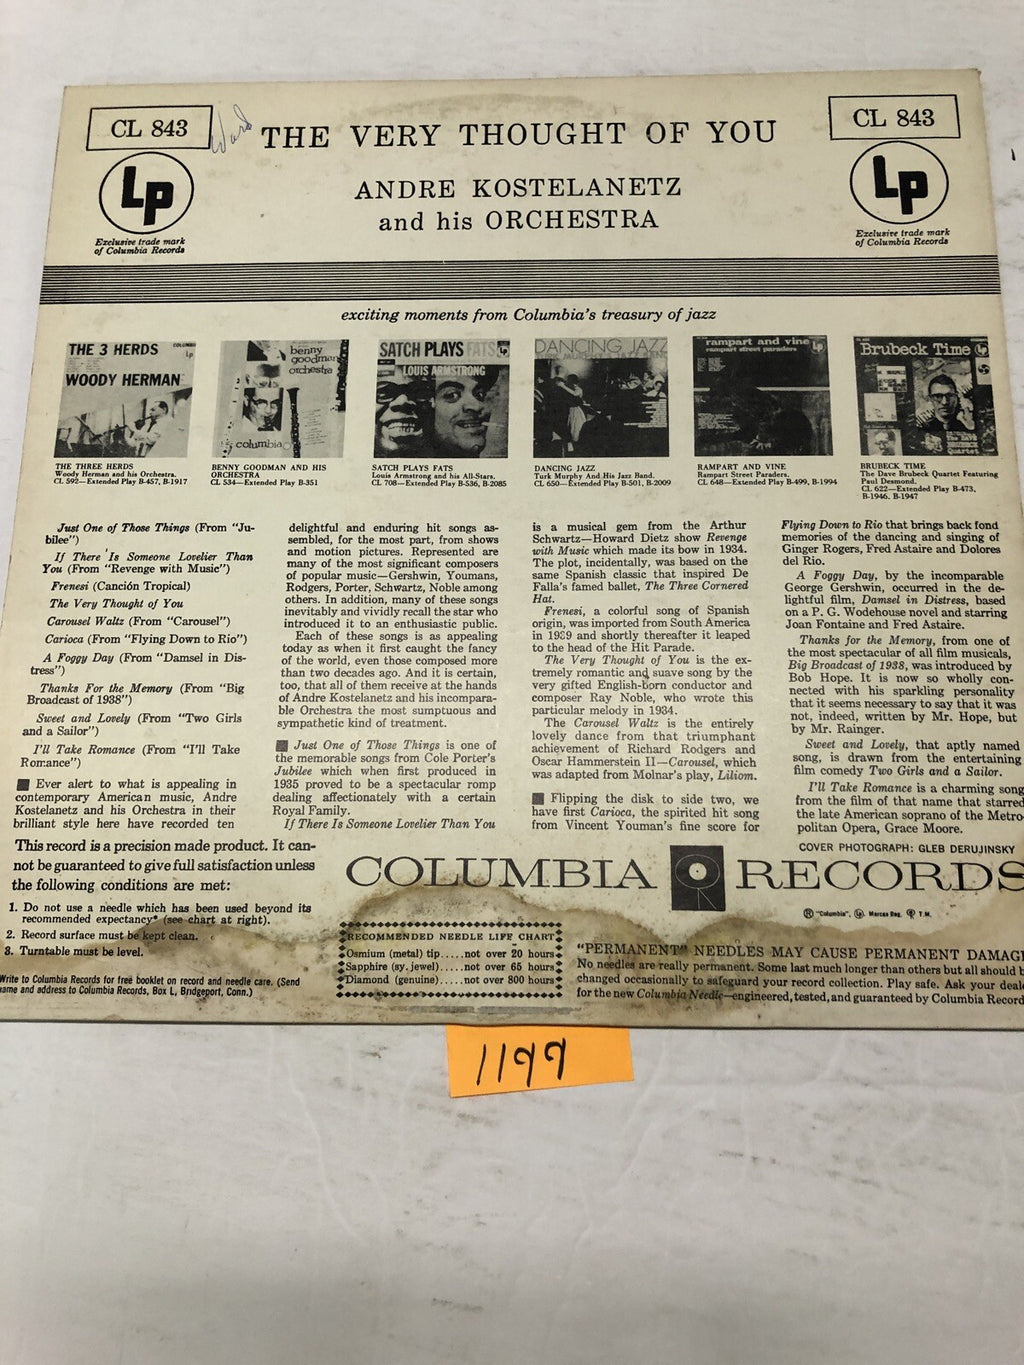 CL 843
Ward
THE VERY THOUGHT OF YOU
CL 843
Lp
Exclusive trade mark
of Columbia Records
ANDRE KOSTELANETZ
and his ORCHESTRA
Lp
Exclusive trade mark
of Columbia Records
exciting moments from Columbia's treasury of jazz
THE 3 HERDS
WOODY HERMAN
THE THREE HERDS
Woody Herman and his Orchestra.
CL 592—Extended Play B-457, B-1917
benny
goodman
orchestra
columbia
BENNY GOODMAN AND HIS
ORCHESTRA
CL 534—Extended Play B-351
SATCH PLAYS FATS
LOUIS ARMSTRONG
SATCH PLAYS FATS
Louis Armstrong and his All-Stars.
CL 708—Extended Play B-536, B-2085
DANCING JAZZ
DANCING JAZZ
Turk Murphy And His Jazz Band.
CL 650—Extended Play B-501, B-2009
rampart and vine
rampart street paraders
RAMPART AND VINE
Rampart Street Paraders.
CL 648—Extended Play B-499, B-1994
Brubeck Time
BRUBECK TIME
The Dave Brubeck Quartet Featuring
Paul Desmond.
CL 622—Extended Play B-473,
B-1946, B-1947
Just One of Those Things (From "Ju-
bilee")
If There Is Someone Lovelier Than
You (From "Revenge with Music")
Frenesi (Canción Tropical)
The Very Thought of You
Carousel Waltz (From "Carousel")
Carioca (From "Flying Down to Rio")
A Foggy Day (From "Damsel in Dis-
tress")
Thanks For the Memory (From "Big
Broadcast of 1938")
Sweet and Lovely (From "Two Girls
and a Sailor")
I'll Take Romance (From "I'll Take
Romance")
Ever alert to what is appealing in
contemporary American music, Andre
Kostelanetz and his Orchestra in their
brilliant style here have recorded ten
delightful and enduring hit songs as-
sembled, for the most part, from shows
and motion pictures. Represented are
many of the most significant composers
of popular music—Gershwin, Youmans,
Rodgers, Porter, Schwartz, Noble among
others. In addition, many of these songs
inevitably and vividly recall the star who
introduced it to an enthusiastic public.
Each of these songs is as appealing
today as when it first caught the fancy
of the world, even those composed more
than two decades ago. And it is certain,
too, that all of them receive at the hands
of Andre Kostelanetz and his incompara-
ble Orchestra the most sumptuous and
sympathetic kind of treatment.
Just One of Those Things is one of
the memorable songs from Cole Porter's
Jubilee which when first produced in
1935 proved to be a spectacular romp
dealing affectionately with a certain
Royal Family.
If There Is Someone Lovelier Than You
is a musical gem from the Arthur
Schwartz—Howard Dietz show Revenge
with Music which made its bow in 1934.
The plot, incidentally, was based on the
same Spanish classic that inspired De
Falla's famed ballet, The Three Cornered
Hat.
Frenesi, a colorful song of Spanish
origin, was imported from South America
in 1939 and shortly thereafter it leaped
to the head of the Hit Parade.
The Very Thought of You is the ex-
tremely romantic and suave song by the
very gifted English-born conductor and
composer Ray Noble, who wrote this
particular melody in 1934.
The Carousel Waltz is the entirely
lovely dance from that triumphant
achievement of Richard Rodgers and
Oscar Hammerstein II—Carousel, which
was adapted from Molnar's play, Liliom.
Flipping the disk to side two, we
have first Carioca, the spirited hit song
from Vincent Youman's fine score for
Flying Down to Rio that brings back fond
memories of the dancing and singing of
Ginger Rogers, Fred Astaire and Dolores
del Rio.
A Foggy Day, by the incomparable
George Gershwin, occurred in the de-
lightful film, Damsel in Distress, based
on a P. G. Wodehouse novel and starring
Joan Fontaine and Fred Astaire.
Thanks for the Memory, from one of
the most spectacular of all film musicals,
Big Broadcast of 1938, was introduced by
Bob Hope. It is now so wholly con-
nected with his sparkling personality
that it seems necessary to say that it was
not, indeed, written by Mr. Hope, but
by Mr. Rainger.
Sweet and Lovely, that aptly named
song, is drawn from the entertaining
film comedy Two Girls and a Sailor.
I'll Take Romance is a charming song
from the film of that name that starred
the late American soprano of the Metro-
politan Opera, Grace Moore.
COVER PHOTOGRAPH: GLEB DERUJINSKY
This record is a precision made product. It can-
not be guaranteed to give full satisfaction unless
the following conditions are met:
1. Do not use a needle which has been used beyond its
recommended expectancy* (see chart at right).
2. Record surface must be kept clean.
3. Turntable must be level.
Write to Columbia Records for free booklet on record and needle care. (Send
name and address to Columbia Records, Box L, Bridgeport, Conn.)
COLUMBIA RECORDS
® "Columbia", Lp, Marcas Reg. T.M.
RECOMMENDED NEEDLE LIFE CHART
Osmium (metal) tip.....not over 20 hours
Sapphire (sy. jewel)....not over 65 hours
Diamond (genuine).....not over 800 hours
"PERMANENT" NEEDLES MAY CAUSE PERMANENT DAMAG
No needles are really permanent. Some last much longer than others but all should b
changed occasionally to safeguard your record collection. Play safe. Ask your deale
for the new Columbia Needle—engineered, tested, and guaranteed by Columbia Record
1199